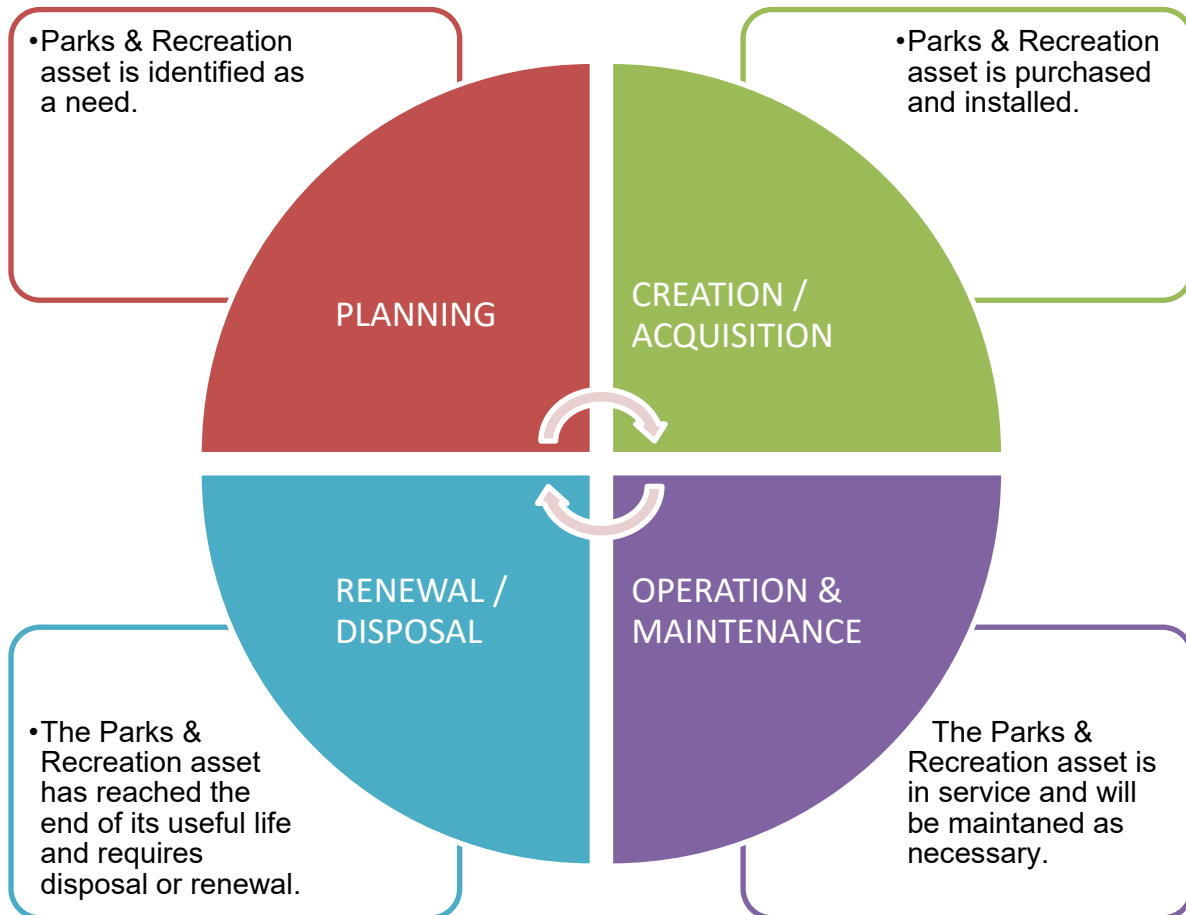 •Parks & Recreation
asset is identified as
a need.
•Parks & Recreation
asset is purchased
and installed.
PLANNING
CREATION /
ACQUISITION
RENEWAL /
DISPOSAL
OPERATION &
MAINTENANCE
•The Parks &
Recreation asset
has reached the
end of its useful life
and requires
disposal or renewal.
The Parks &
Recreation asset is
in service and will
be maintaned as
necessary.